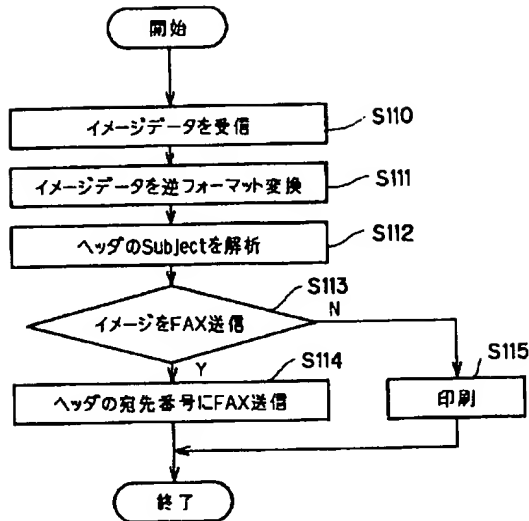 開始
イメージデータを受信
S110
イメージデータを逆フォーマット変換
S111
ヘッダのSubjectを解析
S112
イメージをFAX送信
S113
N
Y
ヘッダの宛先番号にFAX送信
S114
印刷
S115
終了